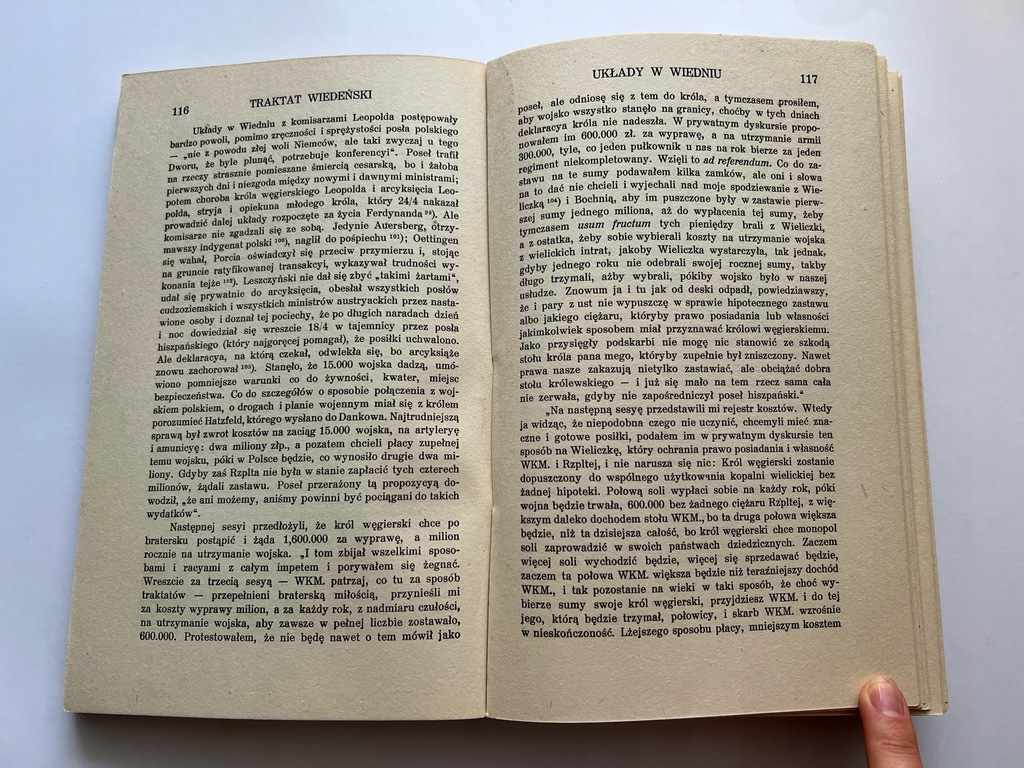 116
TRAKTAT WIEDEŃSKI
Układy w Wiedniu z komisarzami Leopolda postępowały
bardzo powoli, pomimo zręczności i sprężystości posła polskiego
— „nie z powodu złej woli Niemców, ale taki zwyczaj u tego
Dworu, że byle plunąć, potrzebuje konferencyi“. Poseł trafił
na rzeczy strasznie pomieszane śmiercią cesarską, bo i żałoba
pierwszych dni i niezgoda między nowymi i dawnymi ministrami;
potem choroba króla węgierskiego Leopolda i arcyksięcia Leo-
polda, stryja i opiekuna młodego króla, który 24/4 nakazał
prowadzić dalej układy rozpoczęte za życia Ferdynanda ⁹⁹). Ale
komisarze nie zgadzali się ze sobą. Jedynie Auersberg, otrzy-
mawszy indygenat polski ¹⁰⁰), naglił do pośpiechu ¹⁰¹); Oettingen
się wahał, Porcia oświadczył się przeciw przymierzu i, stojąc
na gruncie ratyfikowanej transakcyi, wykazywał trudności wy-
konania tejże ¹⁰²). Leszczyński nie dał się zbyć „takimi żartami“,
udał się prywatnie do arcyksięcia, obesłał wszystkich posłów
cudzoziemskich i wszystkich ministrów austryackich przez nasta-
wione osoby i doznał tej pociechy, że po długich naradach dzień
i noc dowiedział się wreszcie 18/4 w tajemnicy przez posła
hiszpańskiego (który najgoręcej pomagał), że posiłki uchwalono.
Ale deklaracya, na którą czekał, odwlekła się, bo arcyksiąże
znowu zachorował ¹⁰³). Stanęło, że 15.000 wojska dadzą, umó-
wiono pomniejsze warunki co do żywności, kwater, miejsc
bezpieczeństwa. Co do szczegółów o sposobie połączenia z woj-
skiem polskiem, o drogach i planie wojennym miał się z królem
porozumieć Hatzfeld, którego wysłano do Dankowa. Najtrudniejszą
sprawą był zwrot kosztów na zaciąg 15.000 wojska, na artyleryę
i amunicyę: dwa miliony złp., a pozatem chcieli płacy zupełnej
temu wojsku, póki w Polsce będzie, co wynosiło drugie dwa mi-
liony. Gdyby zaś Rzplta nie była w stanie zapłacić tych czterech
milionów, żądali zastawu. Poseł przerażony tą propozycyą do-
wodził, „że ani możemy, aniśmy powinni być pociągani do takich
wydatków“.
Następnej sesyi przedłożyli, że król węgierski chce po
bratersku postąpić i żąda 1,600.000 za wyprawę, a milion
rocznie na utrzymanie wojska. „I tom zbijał wszelkimi sposo-
bami i racyami z całym impetem i porywałem się żegnać.
Wreszcie za trzecią sesyą — WKM. patrzaj, co tu za sposób
traktatów — przepełnieni braterską miłością, przynieśli mi
za koszty wyprawy milion, a za każdy rok, z nadmiaru czułości,
na utrzymanie wojska, aby zawsze w pełnej liczbie zostawało,
600.000. Protestowałem, że nie będę nawet o tem mówił jako
UKŁADY W WIEDNIU
117
poseł, ale odniosę się z tem do króla, a tymczasem prosiłem,
aby wojsko wszystko stanęło na granicy, choćby w tych dniach
deklaracya króla nie nadeszła. W prywatnym dyskursie propo-
nowałem im 600.000 zł. za wyprawę, a na utrzymanie armii
300.000, tyle, co jeden pułkownik u nas na rok bierze za jeden
regiment niekompletowany. Wzięli to ad referendum. Co do za-
stawu na te sumy podawałem kilka zamków, ale oni i słowa
na to dać nie chcieli i wyjechali nad moje spodziewanie z Wie-
liczką ¹⁰⁴) i Bochnią, aby im puszczone były w zastawie pierw-
szej sumy jednego miliona, aż do wypłacenia tej sumy, żeby
tymczasem usum fructum tych pieniędzy brali z Wieliczki,
a z ostatka, żeby sobie wybierali koszty na utrzymanie wojska
z wielickich intrat, jakoby Wieliczka wystarczyła, tak jednak,
gdyby jednego roku nie odebrali swojej rocznej sumy, takby
długo trzymali, ażby wybrali, pókiby wojsko było w naszej
usłudze. Znowum ja i tu jak od deski odpadł, powiedziawszy,
że i pary z ust nie wypuszczę w sprawie hipotecznego zastawu
albo jakiego ciężaru, któryby prawo posiadania lub własności
jakimkolwiek sposobem miał przyznawać królowi węgierskiemu.
Jako przysięgły podskarbi nie mogę nic stanowić ze szkodą
stołu króla pana mego, któryby zupełnie był zniszczony. Nawet
prawa nasze zakazują nietylko zastawiać, ale obciążać dobra
stołu królewskiego — i już się mało na tem rzecz sama cała
nie zerwała, gdyby nie zapośredniczył poseł hiszpański.“
„Na następną sesyę przedstawili mi rejestr kosztów. Wtedy
ja widząc, że niepodobna czego nie uczynić, chcemyli mieć zna-
czne i gotowe posiłki, podałem im w prywatnym dyskursie ten
sposób na Wieliczkę, który ochrania prawo posiadania i własność
WKM. i Rzpltej, i nie narusza się nic: Król węgierski zostanie
dopuszczony do wspólnego użytkowania kopalni wielickiej bez
żadnej hipoteki. Połową soli wypłaci sobie na każdy rok, póki
wojna będzie trwała, 600.000 bez żadnego ciężaru Rzpltej, z wię-
kszym daleko dochodem stołu WKM., bo ta druga połowa większa
będzie, niż ta dzisiejsza całość, bo król węgierski chce monopol
soli zaprowadzić w swoich państwach dziedzicznych. Zaczem
więcej soli wychodzić będzie, więcej się sprzedawać będzie,
zaczem ta połowa WKM. większa będzie niż teraźniejszy dochód
WKM., i tak pozostanie na wieki w taki sposób, że choć wy-
bierze sumy swoje król węgierski, przyjdziesz WKM. i do tej
jego, którą będzie trzymał, połowicy, i skarb WKM. wzrośnie
w nieskończoność. Lżejszego sposobu płacy, mniejszym kosztem